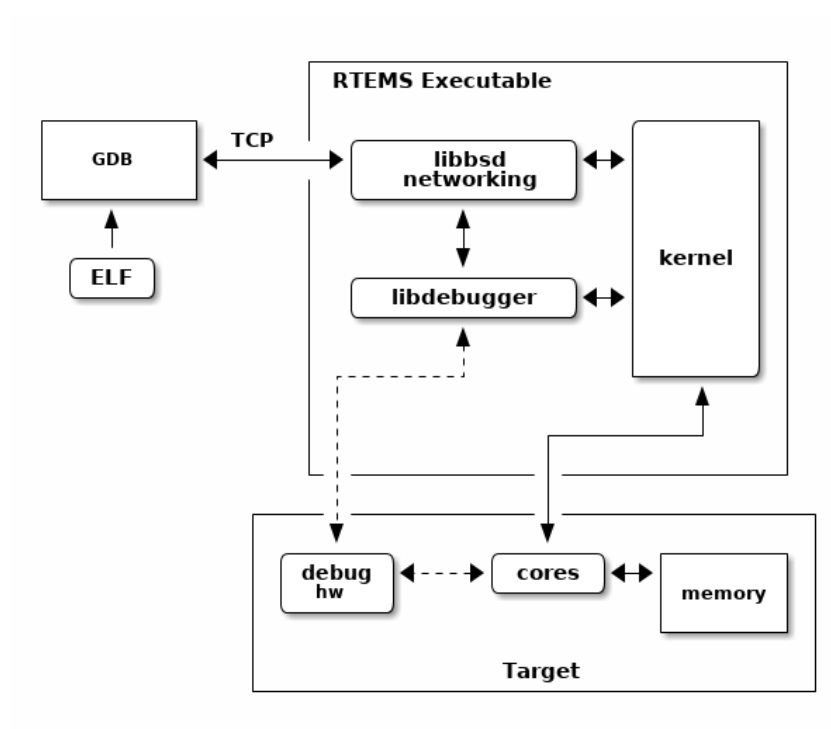 RTEMS Executable
TCP
GDB
libbsd
networking
kernel
ELF
libdebugger
debug
hw
cores
memory
Target